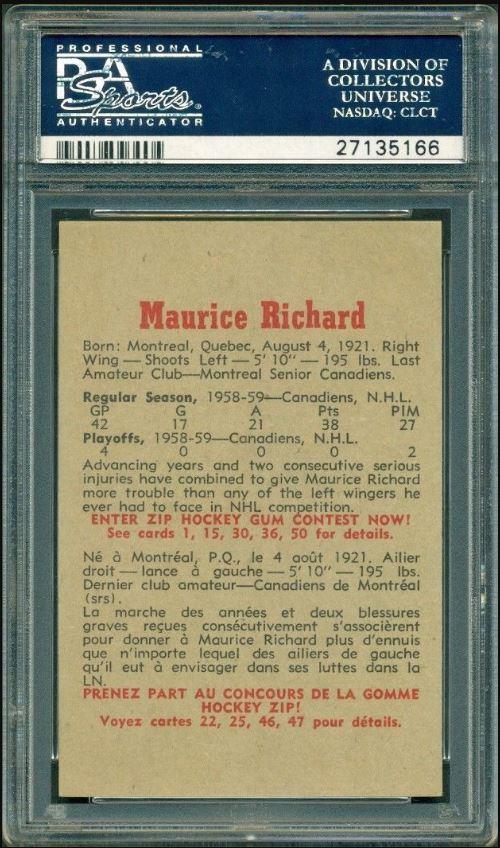 PROFESSIONAL
PSA
Sports
AUTHENTICATOR
A DIVISION OF
COLLECTORS
UNIVERSE
NASDAQ: CLCT
27135166
Maurice Richard
Born: Montreal, Quebec, August 4, 1921. Right
Wing — Shoots Left — 5' 10" — 195 lbs. Last
Amateur Club—Montreal Senior Canadiens.
Regular Season, 1958-59—Canadiens, N.H.L.
GP G A Pts PIM
42 17 21 38 27
Playoffs, 1958-59—Canadiens, N.H.L.
4 0 0 0 2
Advancing years and two consecutive serious
injuries have combined to give Maurice Richard
more trouble than any of the left wingers he
ever had to face in NHL competition.
ENTER ZIP HOCKEY GUM CONTEST NOW!
See cards 1, 15, 30, 36, 50 for details.
Né à Montréal, P.Q., le 4 août 1921. Ailier
droit — lance à gauche — 5' 10" — 195 lbs.
Dernier club amateur—Canadiens de Montréal
(srs).
La marche des années et deux blessures
graves reçues consécutivement s'associèrent
pour donner à Maurice Richard plus d'ennuis
que n'importe lequel des ailiers de gauche
qu'il eut à envisager dans ses luttes dans la
LN.
PRENEZ PART AU CONCOURS DE LA GOMME
HOCKEY ZIP!
Voyez cartes 22, 25, 46, 47 pour détails.